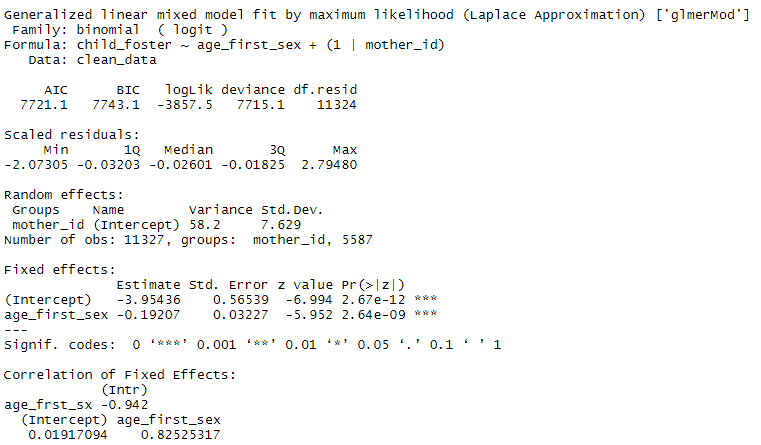 Generalized linear mixed model fit by maximum likelihood (Laplace Approximation) ['glmerMod']
 Family: binomial  ( logit )
Formula: child_foster ~ age_first_sex + (1 | mother_id)
   Data: clean_data

     AIC      BIC   logLik deviance df.resid
  7721.1   7743.1  -3857.5   7715.1    11324

Scaled residuals:
     Min       1Q   Median       3Q      Max
-2.07305 -0.03203 -0.02601 -0.01825  2.79480

Random effects:
 Groups    Name        Variance Std.Dev.
 mother_id (Intercept) 58.2     7.629
Number of obs: 11327, groups:  mother_id, 5587

Fixed effects:
              Estimate Std. Error z value Pr(>|z|)
(Intercept)   -3.95436    0.56539  -6.994 2.67e-12 ***
age_first_sex -0.19207    0.03227  -5.952 2.64e-09 ***
---
Signif. codes:  0 ‘***’ 0.001 ‘**’ 0.01 ‘*’ 0.05 ‘.’ 0.1 ‘ ’ 1

Correlation of Fixed Effects:
            (Intr)
age_frst_sx -0.942
  (Intercept) age_first_sex
   0.01917094    0.82525317